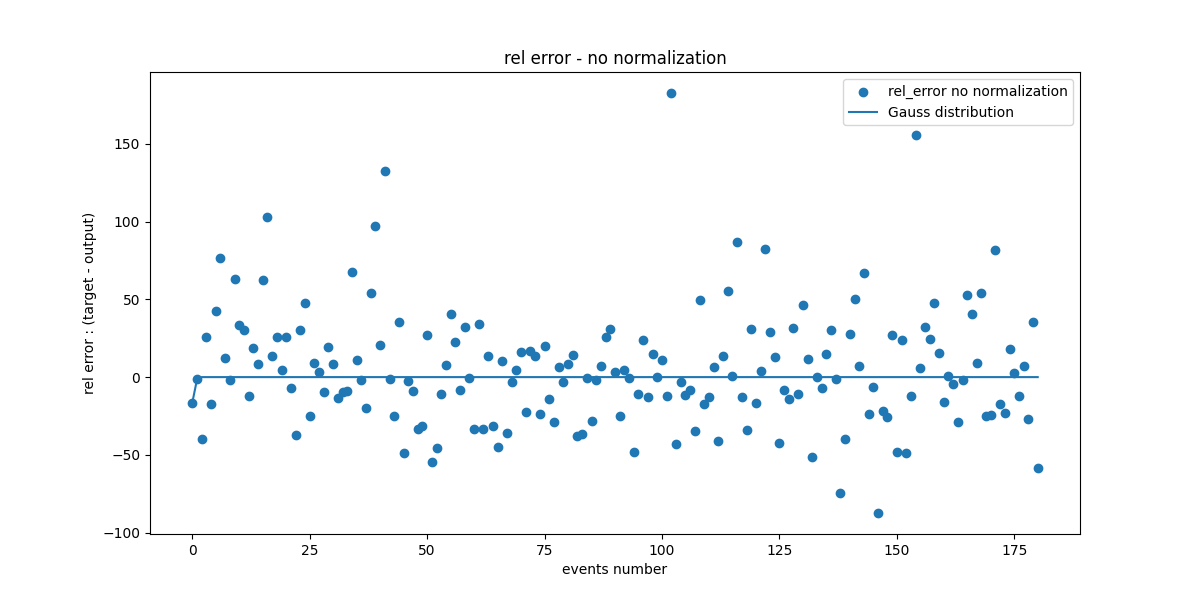 rel error - no normalization
rel_error no normalization
Gauss distribution
rel error : (target - output)
150
100
50
0
−50
−100
0
25
50
75
100
125
150
175
events number